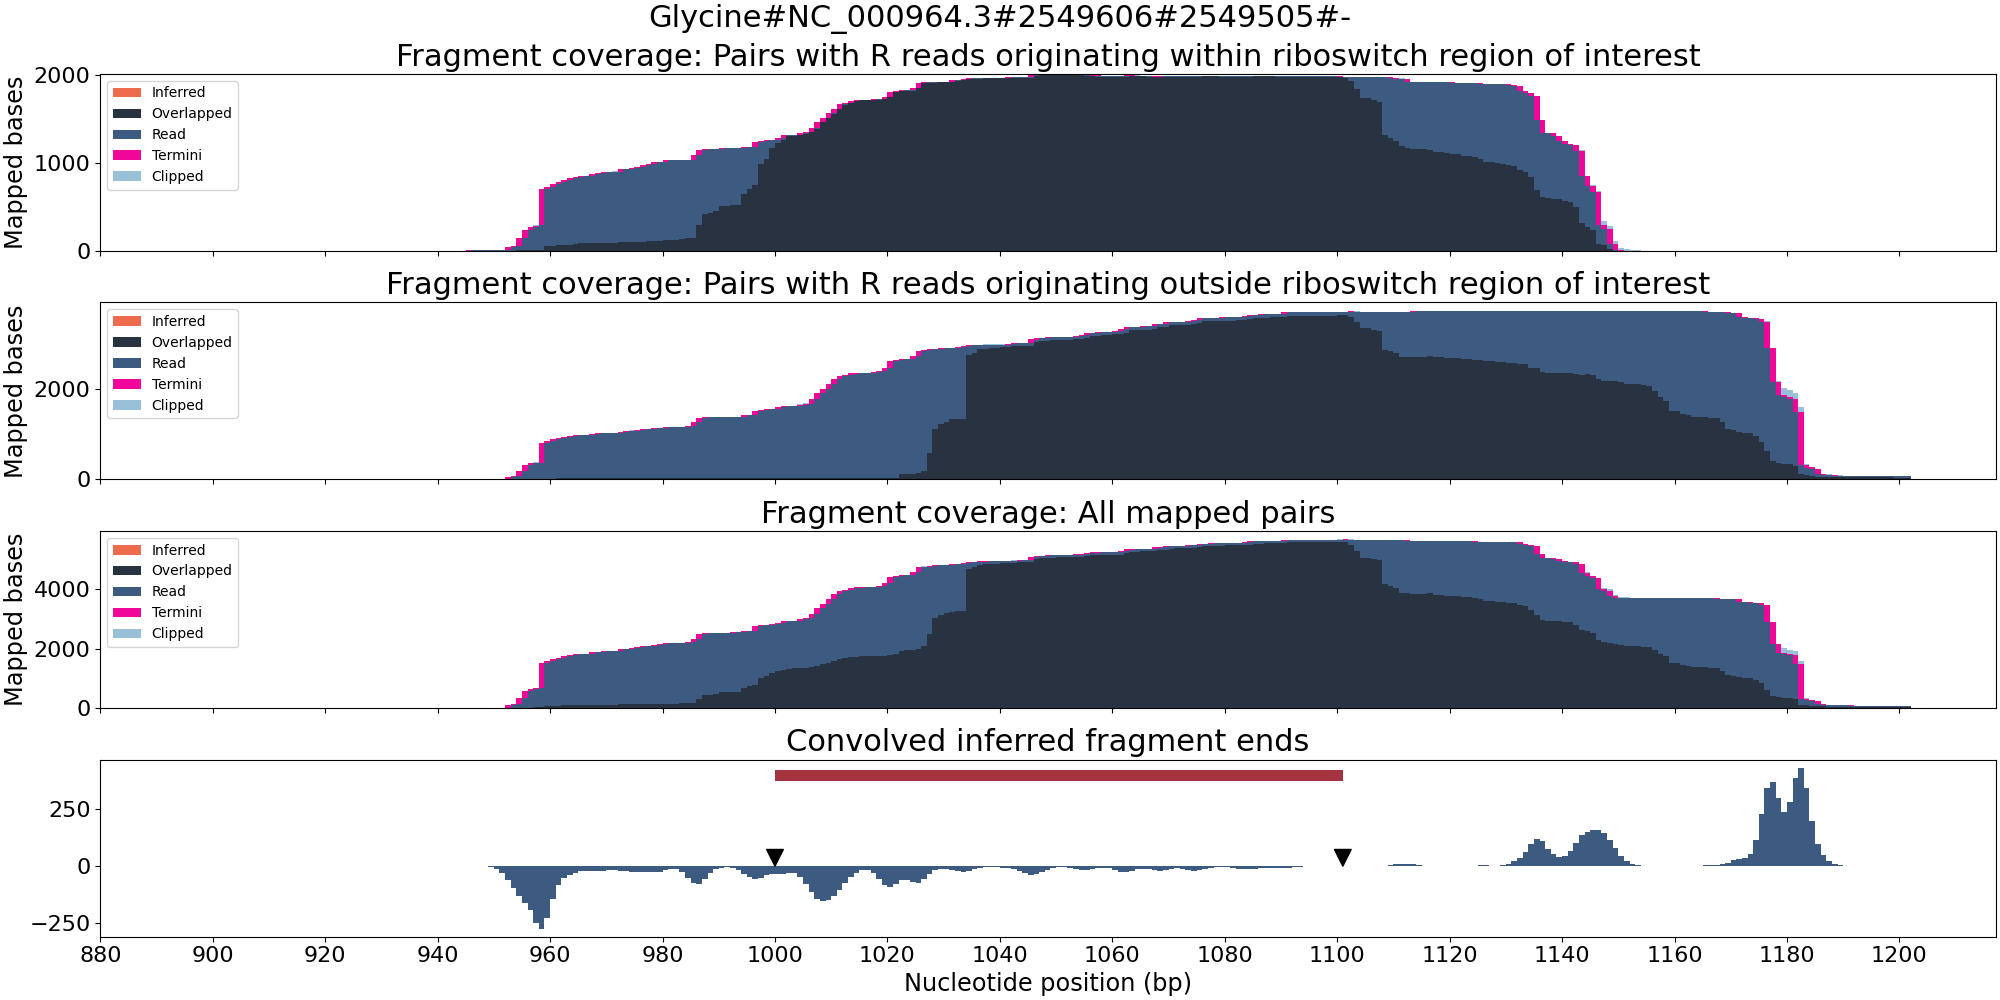 Glycine#NC_000964.3#2549606#2549505#-
Fragment coverage: Pairs with R reads originating within riboswitch region of interest
Mapped bases
2000
1000
0
Inferred
Overlapped
Read
Termini
Clipped
Fragment coverage: Pairs with R reads originating outside riboswitch region of interest
Mapped bases
2000
0
Inferred
Overlapped
Read
Termini
Clipped
Fragment coverage: All mapped pairs
Mapped bases
4000
2000
0
Inferred
Overlapped
Read
Termini
Clipped
Convolved inferred fragment ends
250
0
−250
880 900 920 940 960 980 1000 1020 1040 1060 1080 1100 1120 1140 1160 1180 1200
Nucleotide position (bp)